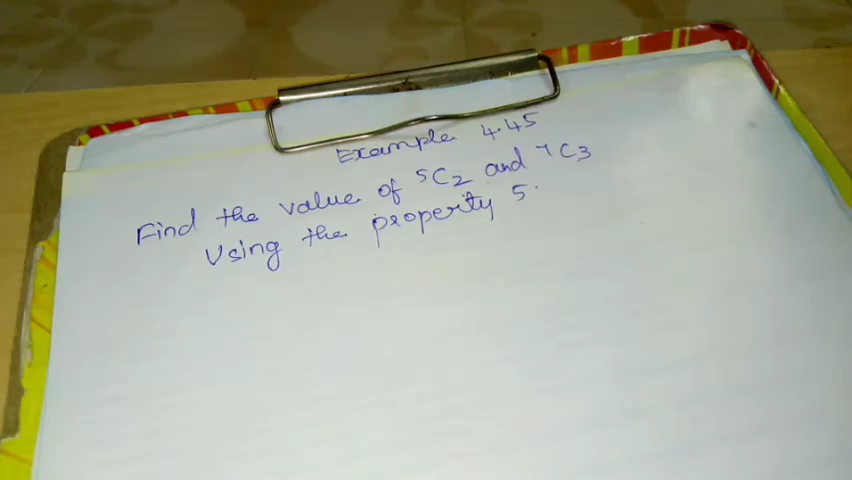 Example 4.45
Find the value of ⁵C₂ and ⁷C₃
Using the property 5.